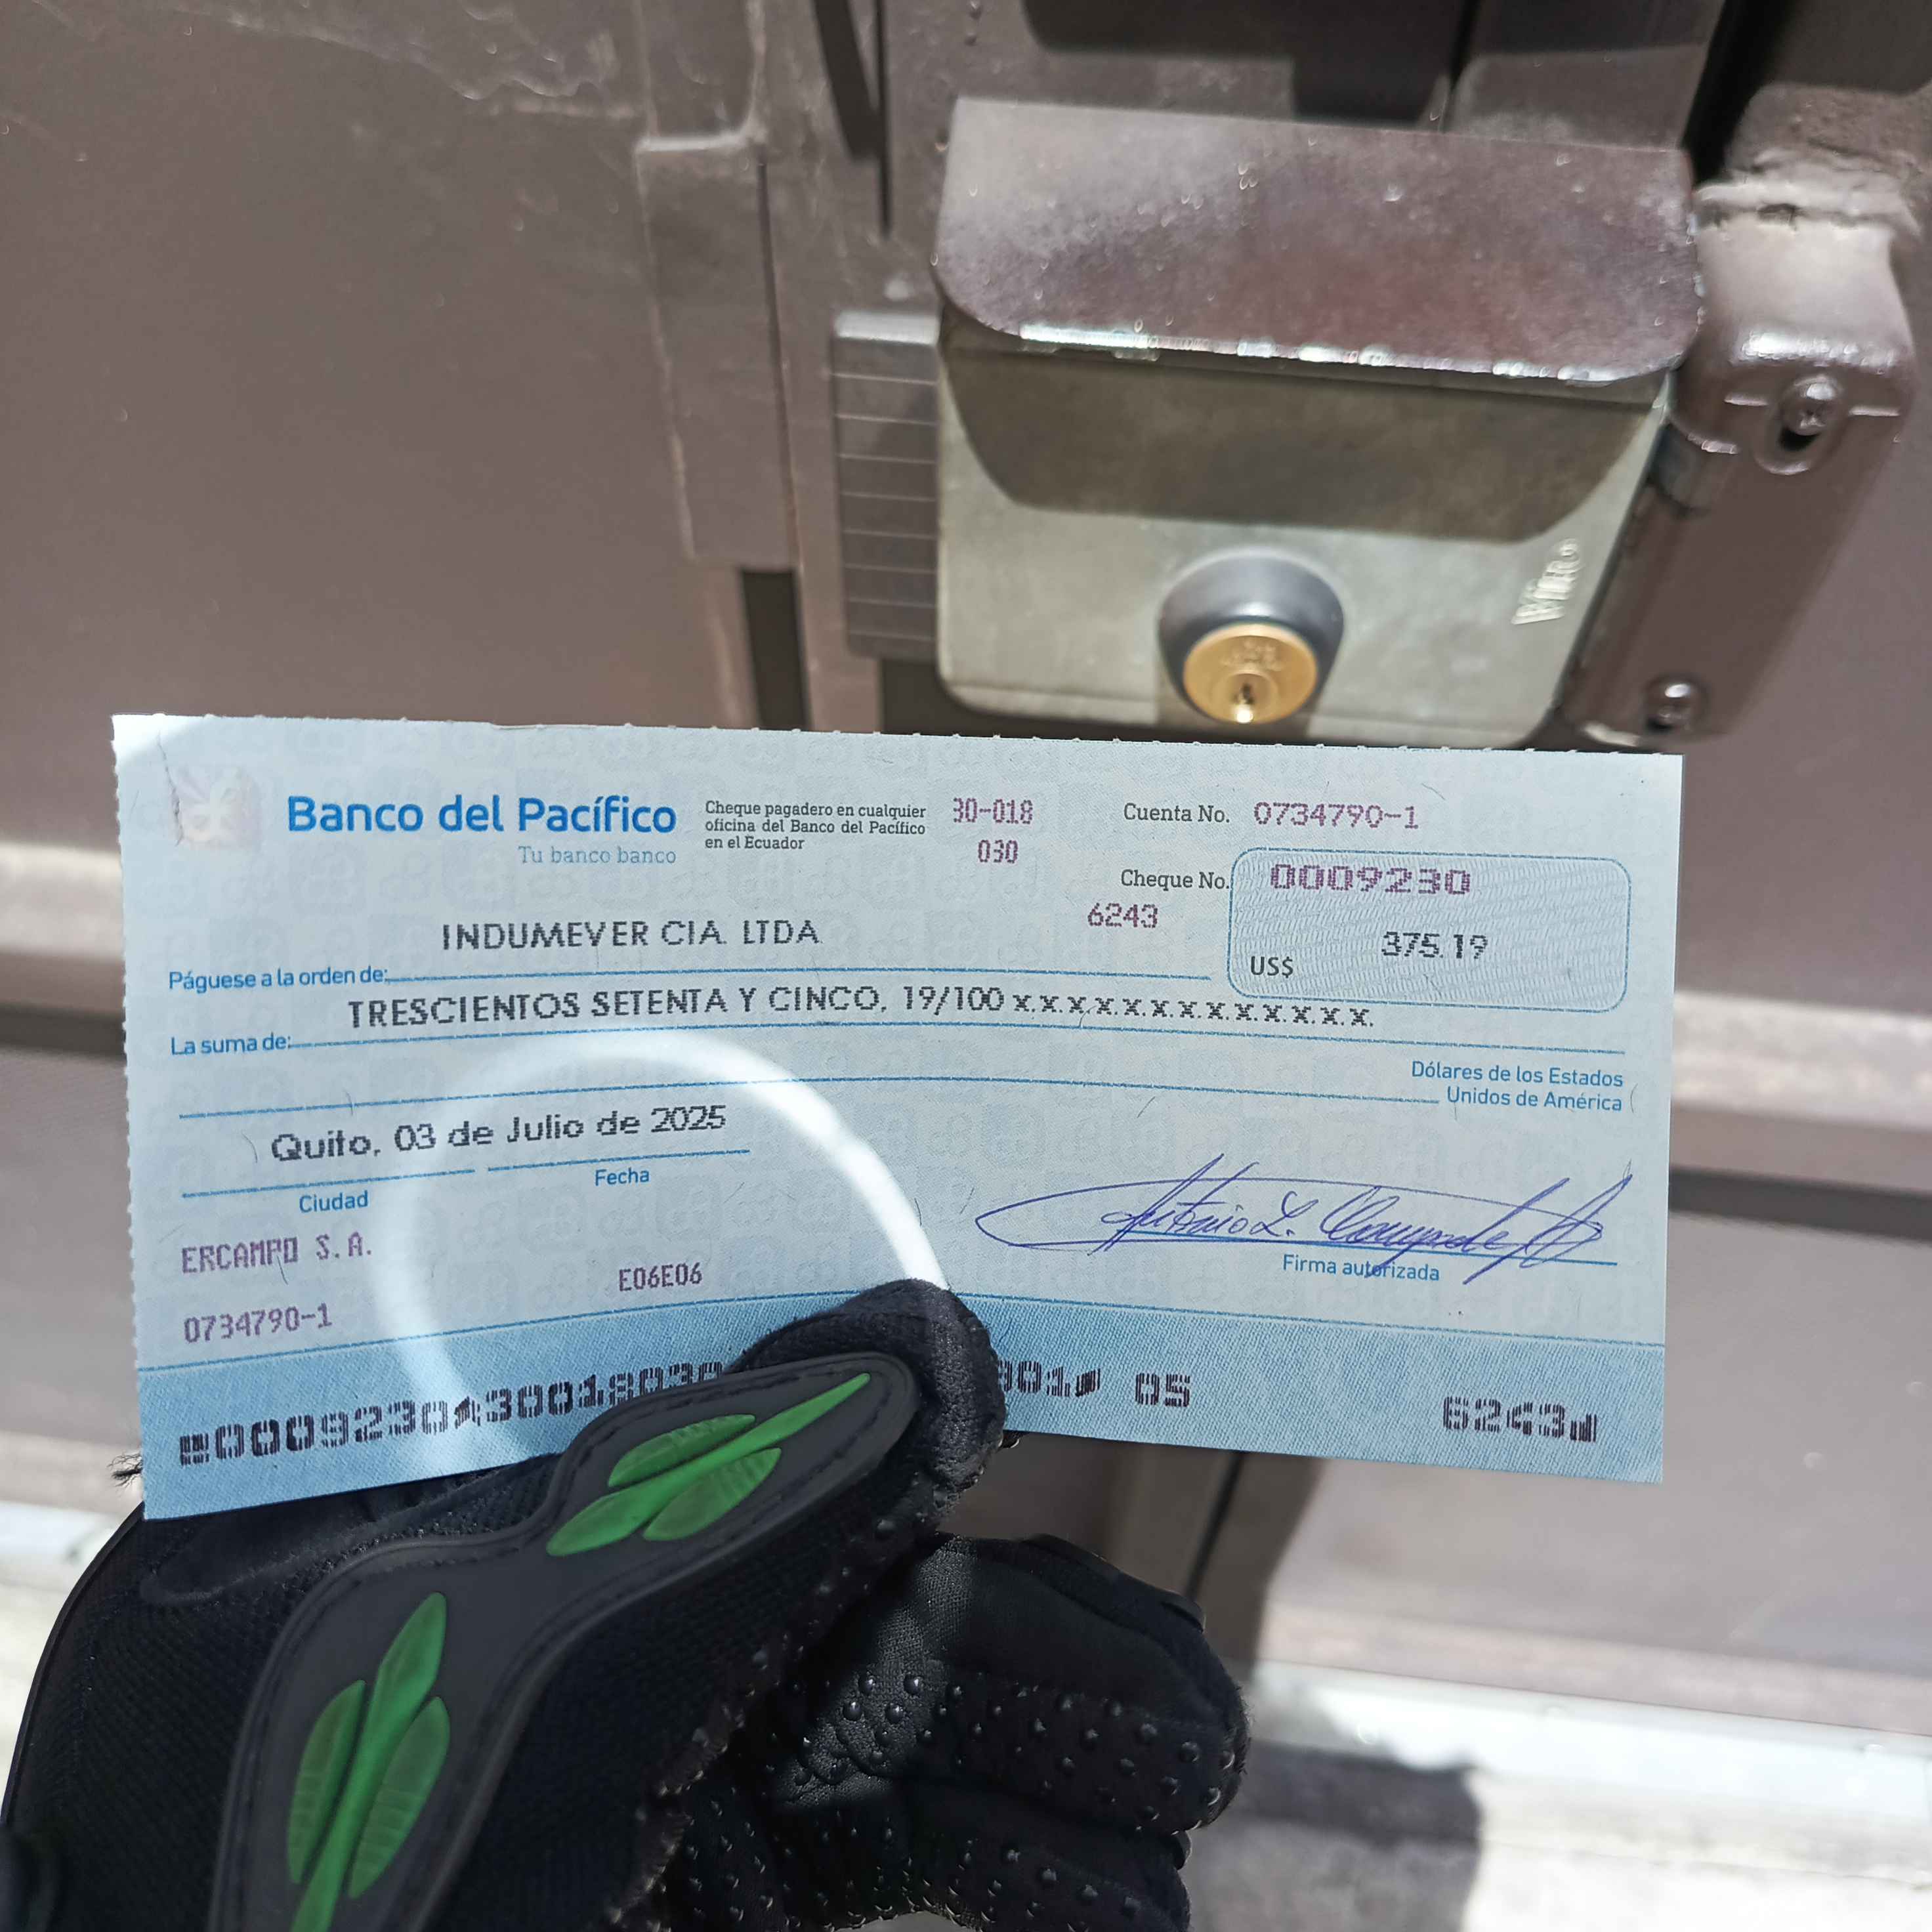 Banco del Pacífico
Tu banco banco
Cheque pagadero en cualquier
oficina del Banco del Pacífico
en el Ecuador
30-018
030
Cuenta No. 0734790-1
Cheque No. 0009230
6243
US$ 375.19
Páguese a la orden de: INDUMEVER CIA. LTDA.
La suma de: TRESCIENTOS SETENTA Y CINCO, 19/100 x.x.x.x.x.x.x.x.x.x.x.x.x.
Dólares de los Estados
Unidos de América
Quito, 03 de Julio de 2025
Ciudad
Fecha
ERCAMPO S.A.
E06E06
0734790-1
Firma autorizada
0009230 30018030
05
6243